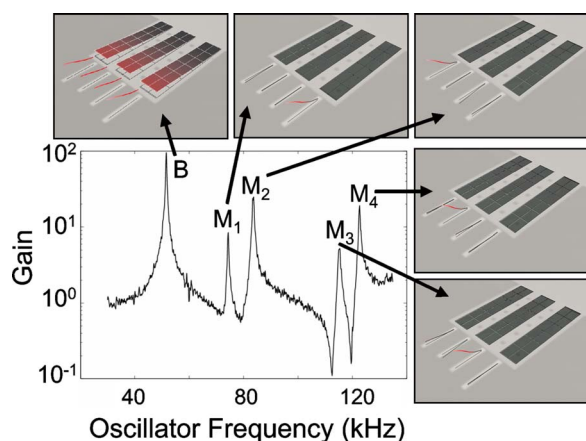 B
M1
M2
M3
M4
10²
10¹
10⁰
10⁻¹
Gain
40
80
120
Oscillator Frequency (kHz)